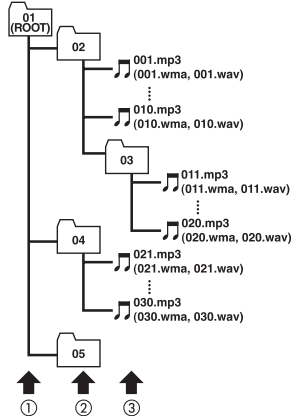 01
(ROOT)
02
001.mp3
(001.wma, 001.wav)
010.mp3
(010.wma, 010.wav)
03
011.mp3
(011.wma, 011.wav)
020.mp3
(020.wma, 020.wav)
04
021.mp3
(021.wma, 021.wav)
030.mp3
(030.wma, 030.wav)
05
① ② ③